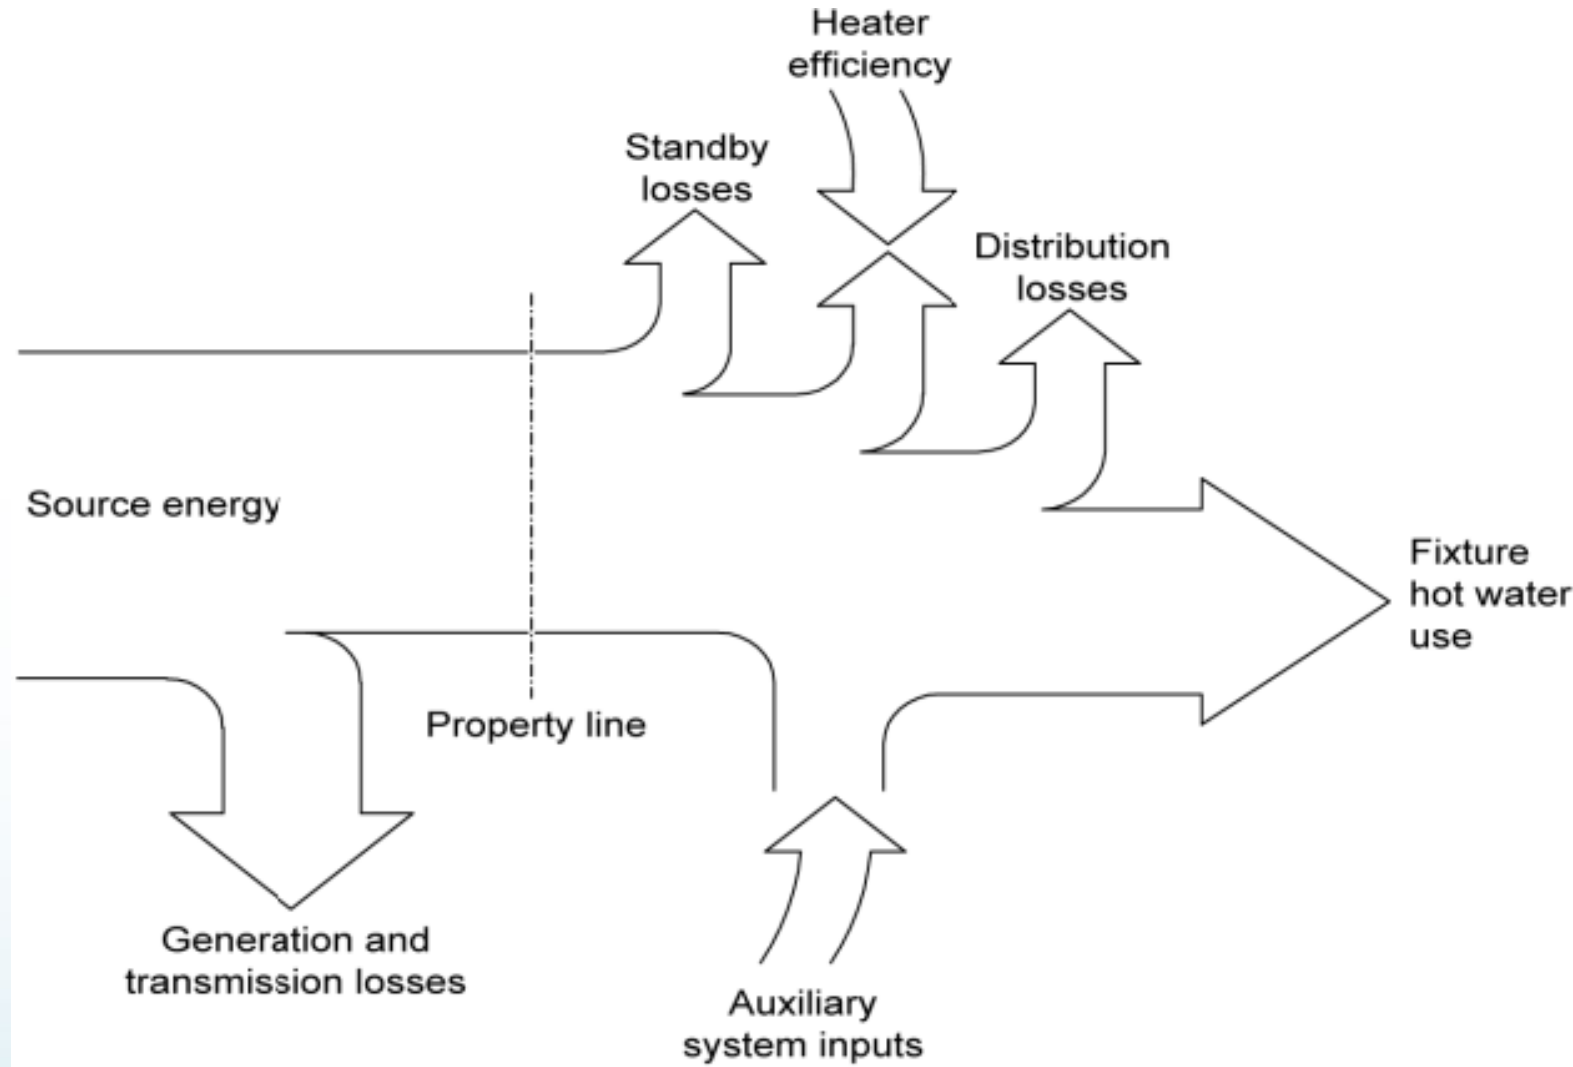 Heater
efficiency
Standby
losses
Distribution
losses
Source energy
Fixture
hot water
use
Property line
Generation and
transmission losses
Auxiliary
system inputs